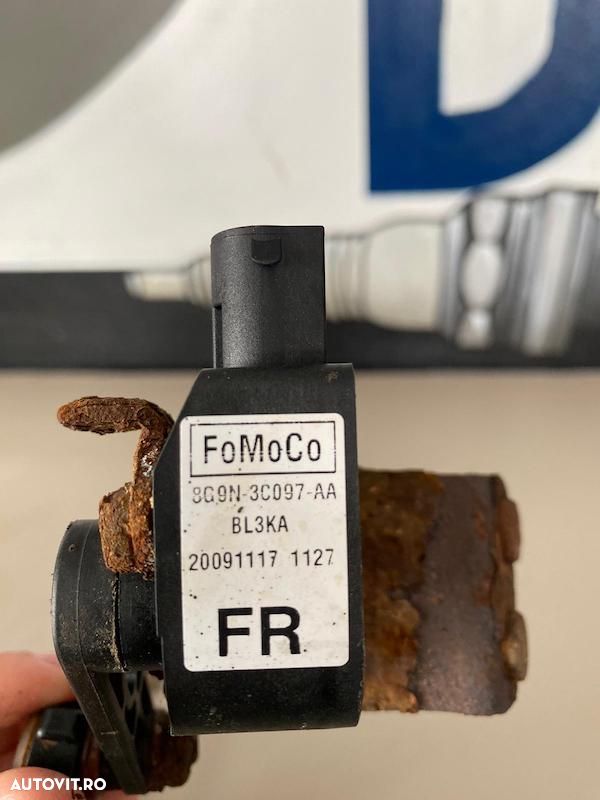 D
FoMoCo
8G9N-3C097-AA
BL3KA
20091117 1127
FR
AUTOVIT.RO